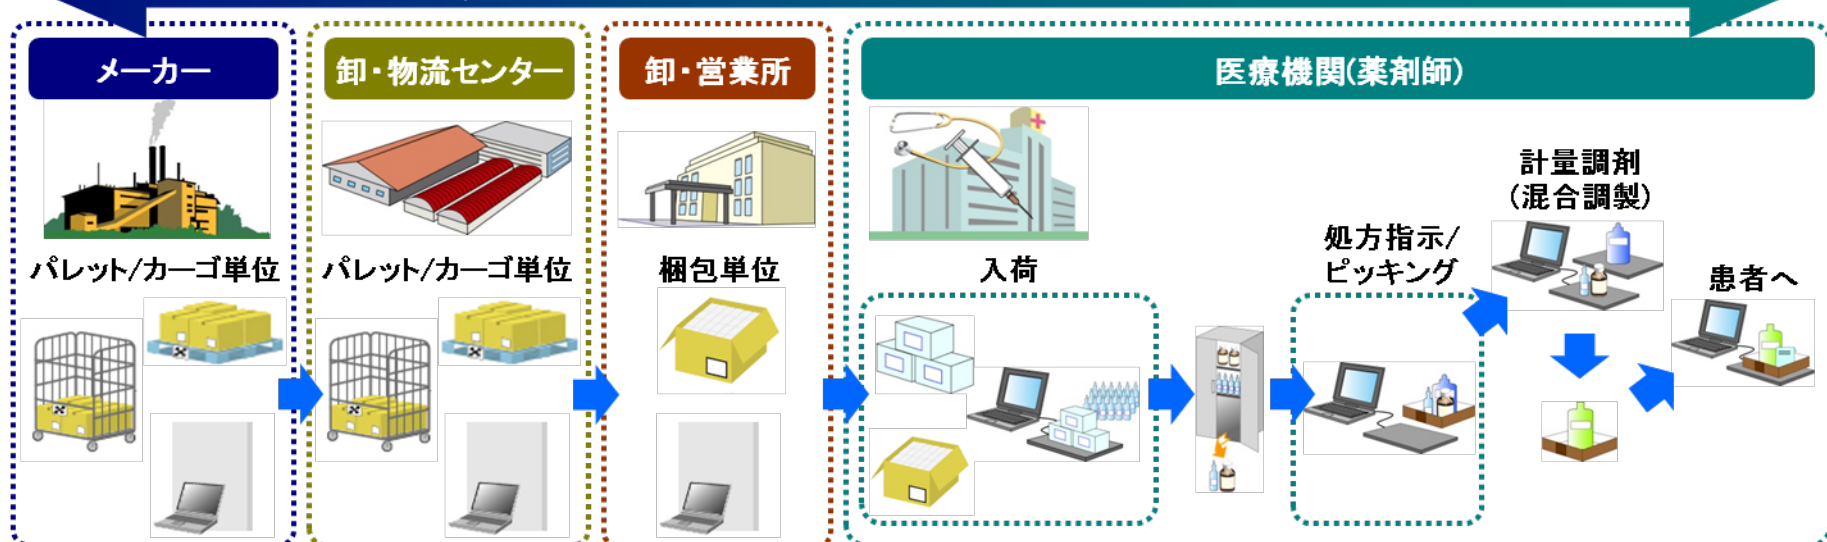 メーカー
卸・物流センター
卸・営業所
医療機関(薬剤師)
パレット/カーゴ単位
パレット/カーゴ単位
梱包単位
入荷
処方指示/
ピッキング
計量調剤
(混合調製)
患者へ